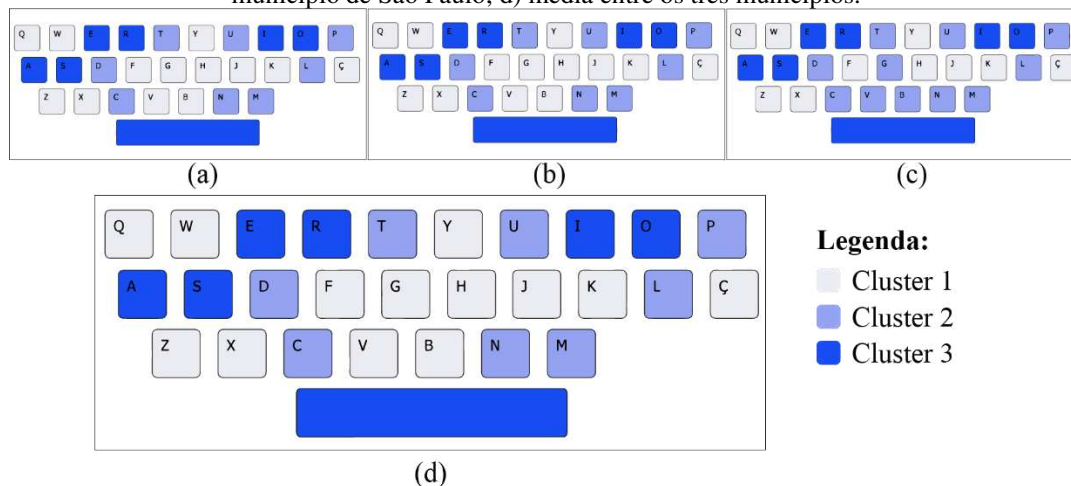 município de São Paulo; d) média entre os três municípios.
Q W E R T Y U I O P
A S D F G H J K L Ç
Z X C V B N M
(a)
Q W E R T Y U I O P
A S D F G H J K L Ç
Z X C V B N M
(b)
Q W E R T Y U I O P
A S D F G H J K L Ç
Z X C V B N M
(c)
Q W E R T Y U I O P
A S D F G H J K L Ç
Z X C V B N M
(d)
Legenda:
Cluster 1
Cluster 2
Cluster 3